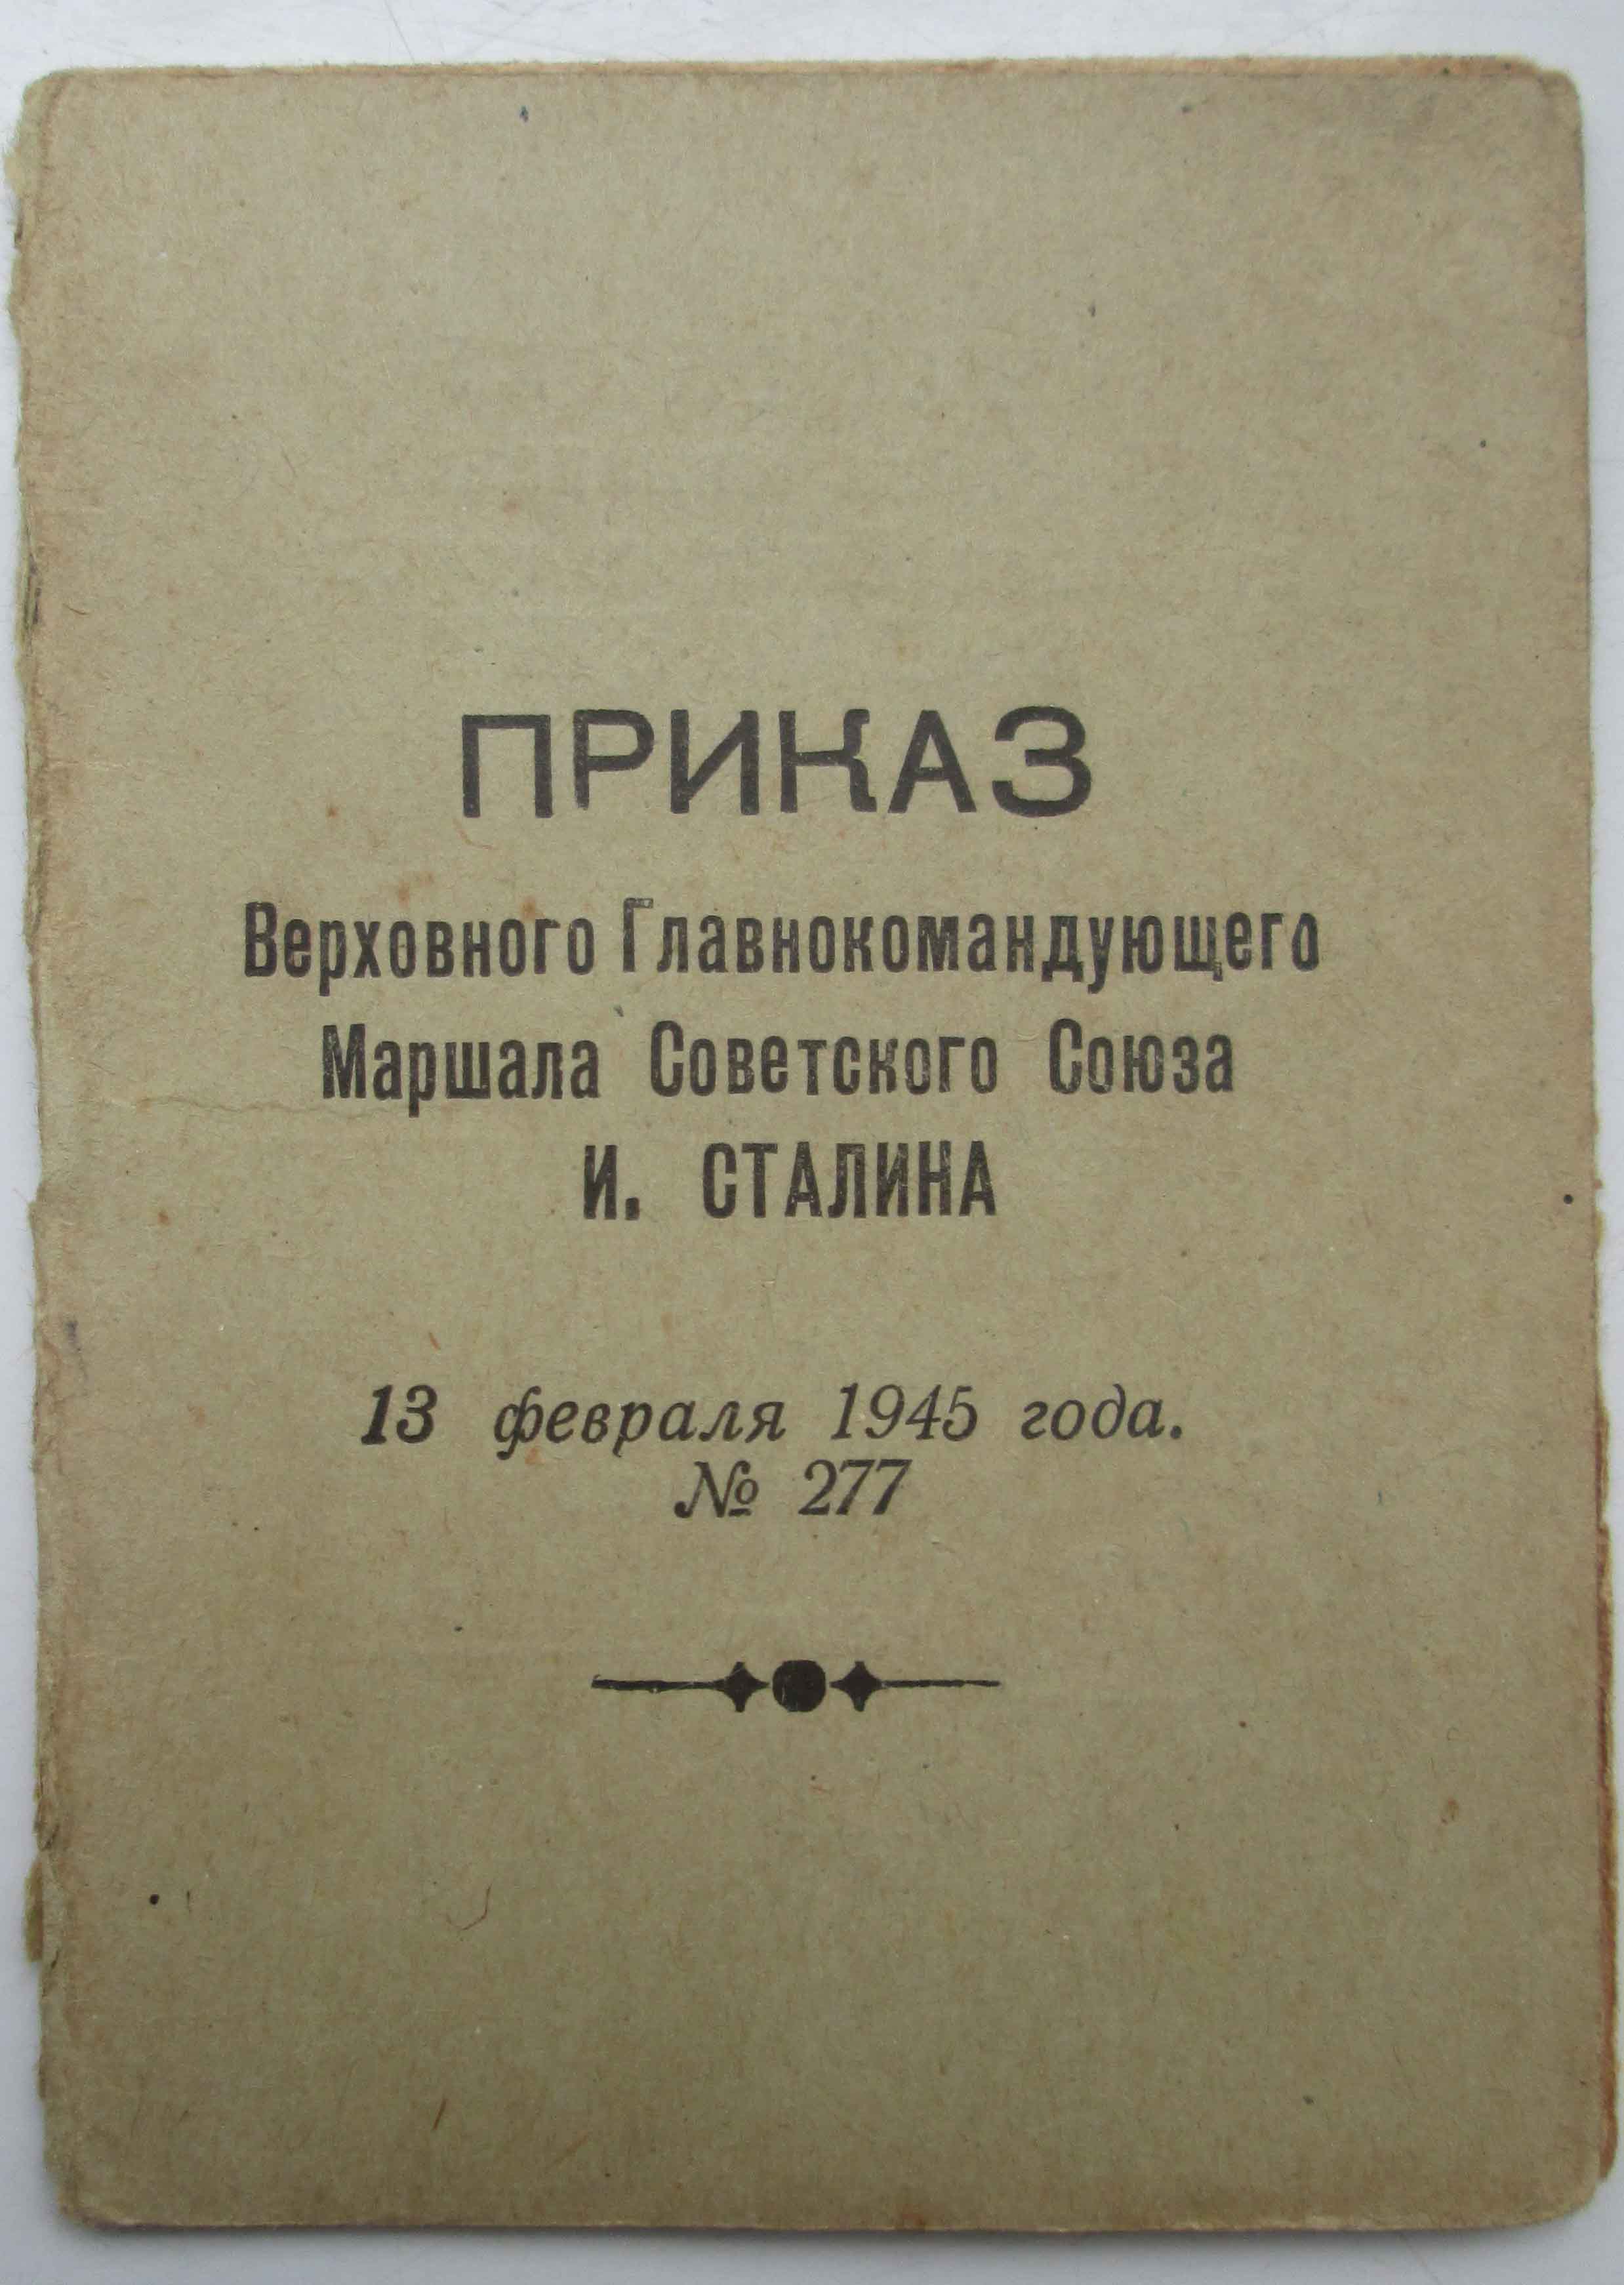 ПРИКАЗ
Верховного Главнокомандующего
Маршала Советского Союза
И. СТАЛИНА
13 февраля 1945 года.
№ 277